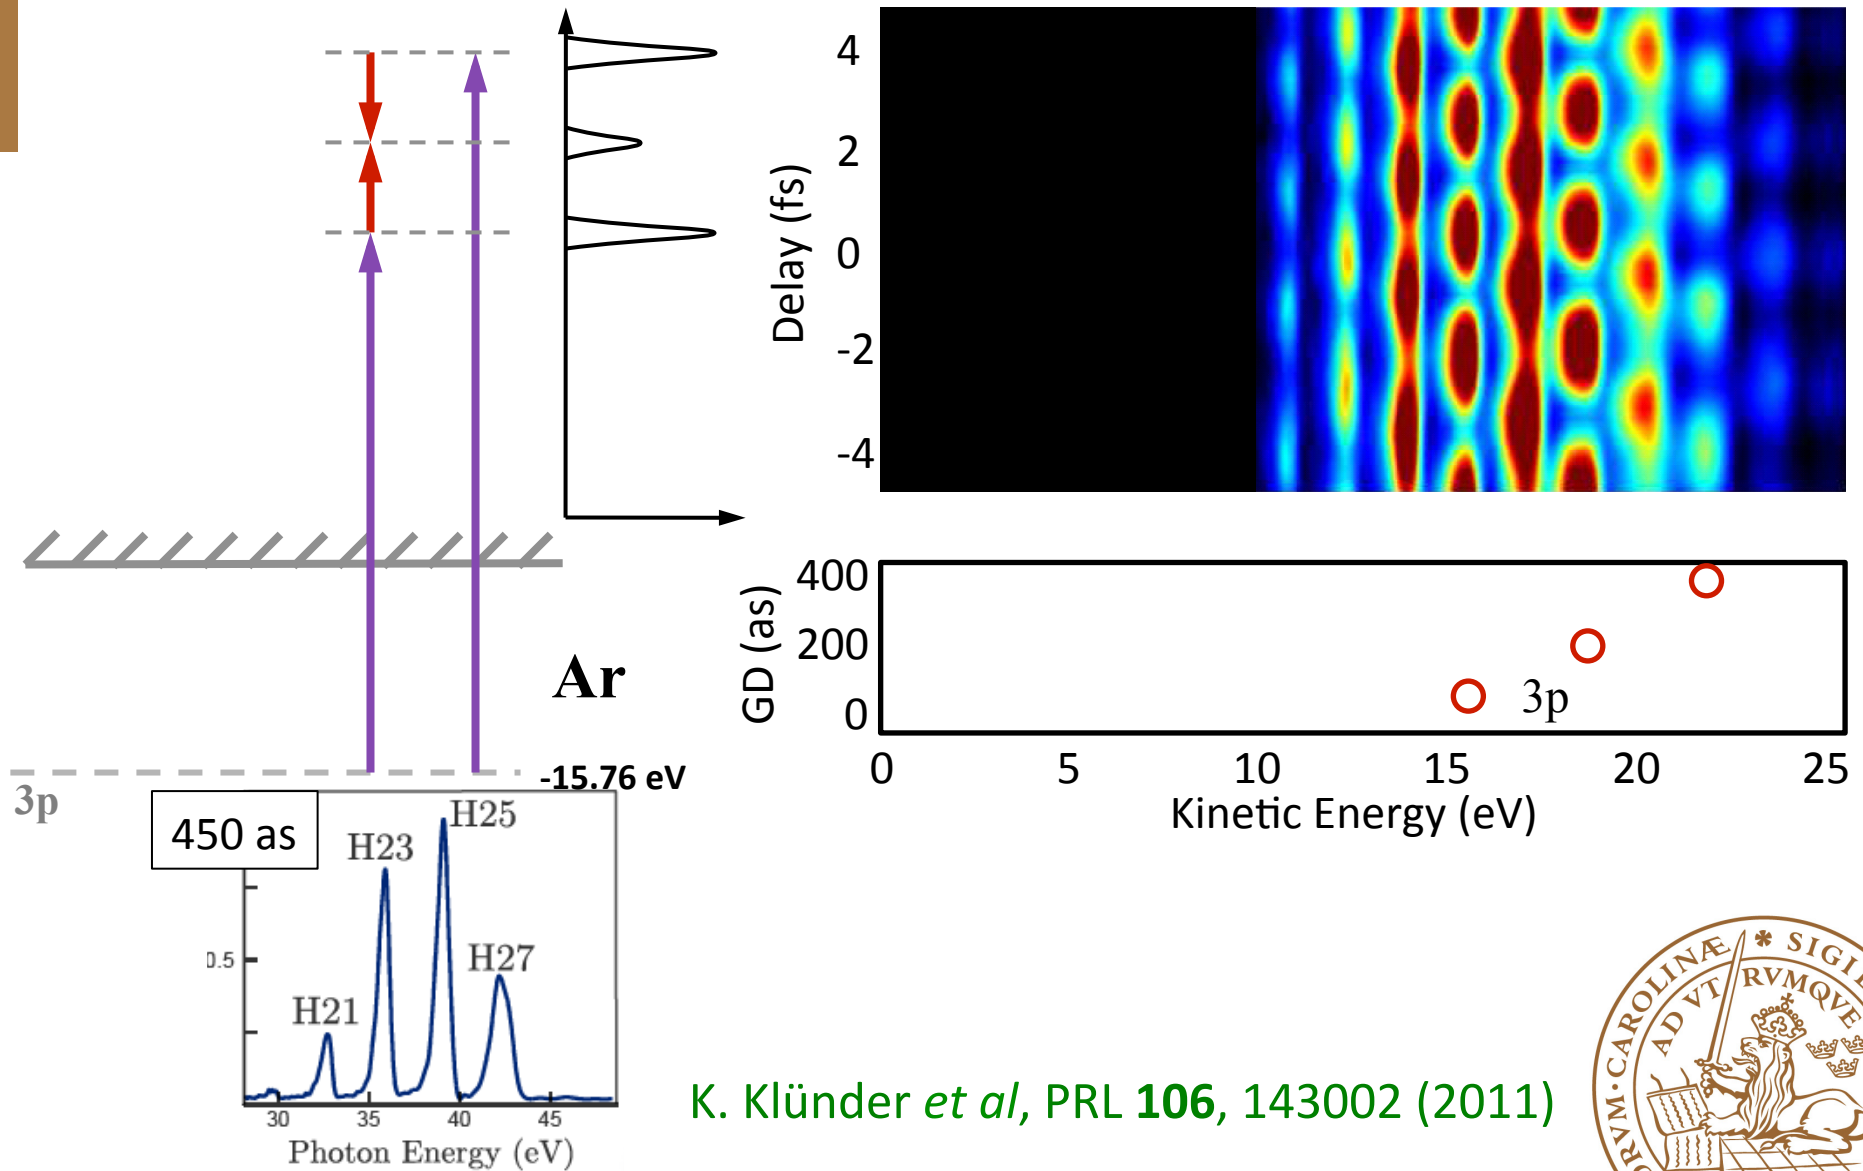 4
2
0
-2
-4
Delay (fs)
400
200
0
GD (as)
3p
0 5 10 15 20 25
Kinetic Energy (eV)
Ar
-15.76 eV
3p
450 as
H21
H23
H25
H27
0.5
30 35 40 45
Photon Energy (eV)
K. Klünder et al, PRL 106, 143002 (2011)
CAROLINÆ * SIGI
AD VT RVMQVE